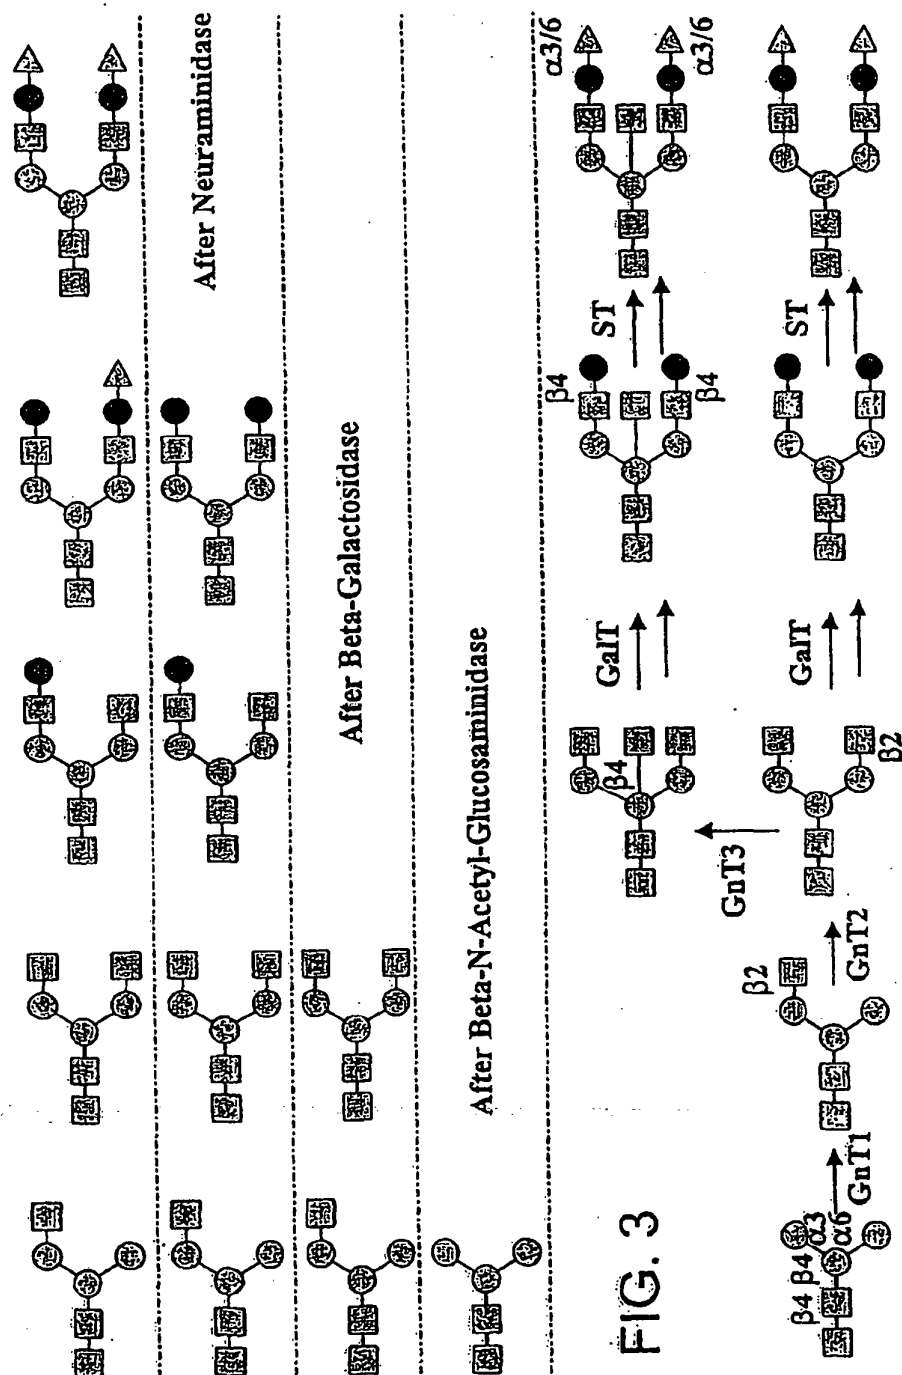 After Neuraminidase
After Beta-Galactosidase
After Beta-N-Acetyl-Glucosaminidase
FIG. 3
β4 β4 α3
α6
GnT1
β2
GnT2
β2
GnT3
β4
GalT
GalT
β4
β4
ST
ST
α3/6
α3/6